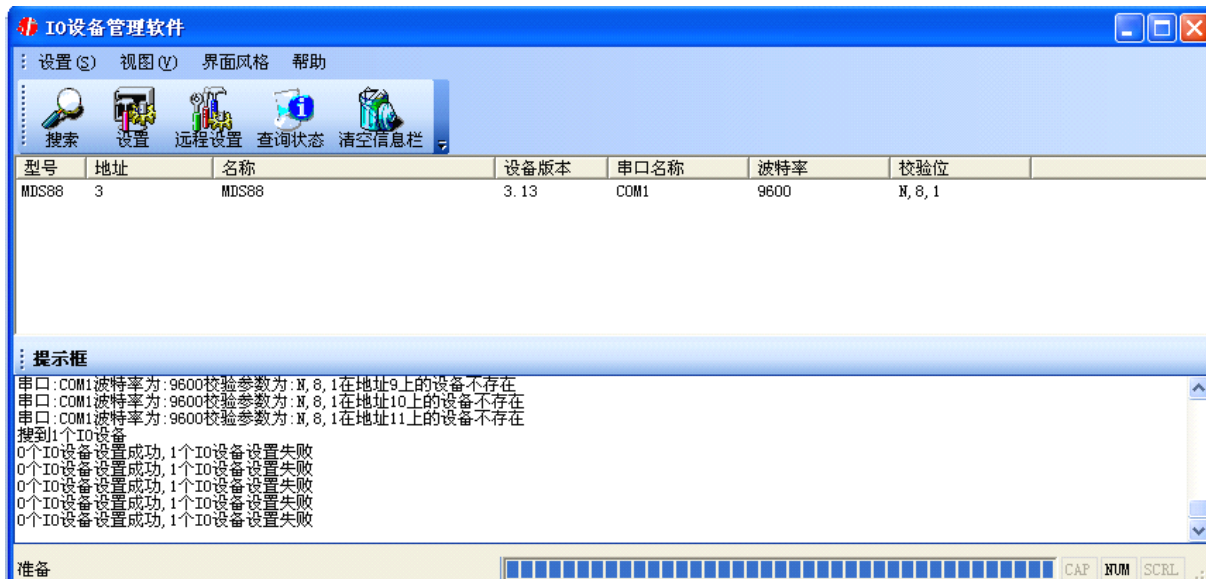 IO设备管理软件
设置(S) 视图(V) 界面风格 帮助
搜索 设置 远程设置 查询状态 清空信息栏
型号 地址 名称 设备版本 串口名称 波特率 校验位
MDS88 3 MDS88 3.13 COM1 9600 N,8,1
提示框
串口:COM1波特率为:9600校验参数为:N,8,1在地址9上的设备不存在
串口:COM1波特率为:9600校验参数为:N,8,1在地址10上的设备不存在
串口:COM1波特率为:9600校验参数为:N,8,1在地址11上的设备不存在
搜到1个IO设备
0个IO设备设置成功,1个IO设备设置失败
0个IO设备设置成功,1个IO设备设置失败
0个IO设备设置成功,1个IO设备设置失败
0个IO设备设置成功,1个IO设备设置失败
0个IO设备设置成功,1个IO设备设置失败
准备 CAP NUM SCRL